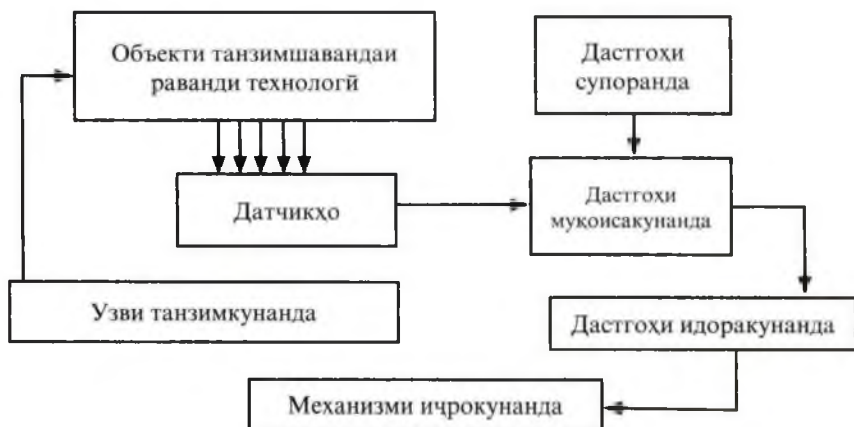 Объекти танзимшавандаи
раванди технологӣ
Дастгоҳи
супоранда
Датчикҳо
Дастгоҳи
муқоисакунанда
Узви танзимкунанда
Дастгоҳи идоракунанда
Механизми иҷрокунанда